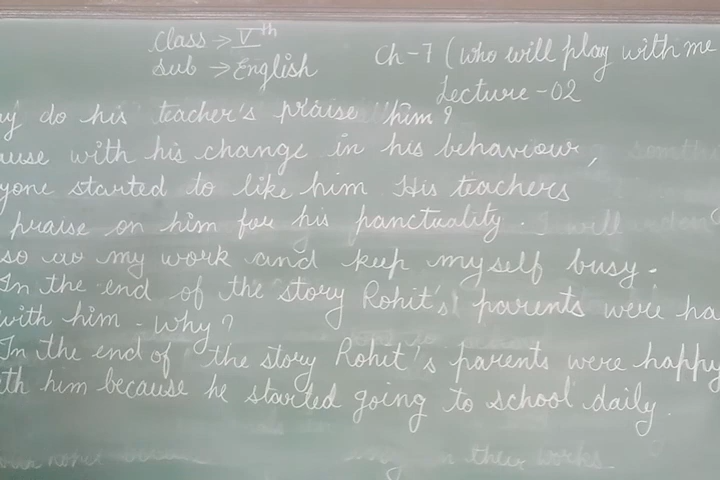 Class → Vth
Sub → English
Ch-7 (who will play with me
Lecture-02
do his teacher's praise him?
with his change in his behaviour,
started to like him His teachers
praise on him for his panctuality.
so my work and keep myself busy.
In the end of the story Rohit's parents were ha
with him - Why?
In the end of the story Rohit's parents were happy
him because he started going to school daily.